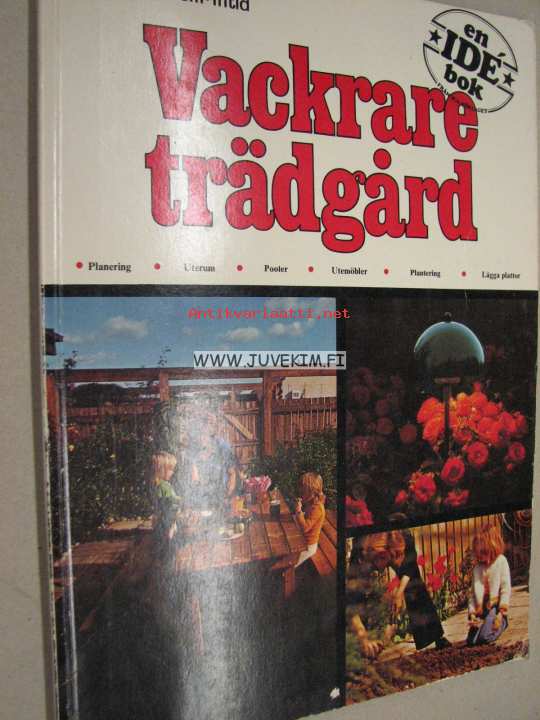 en
IDÉ
bok
Vackrare
trädgård
• Planering • Uterum • Pooler • Utemöbler • Plantering • Lägga plattor
Antikvariaatti.net
WWW.JUVEKIM.FI